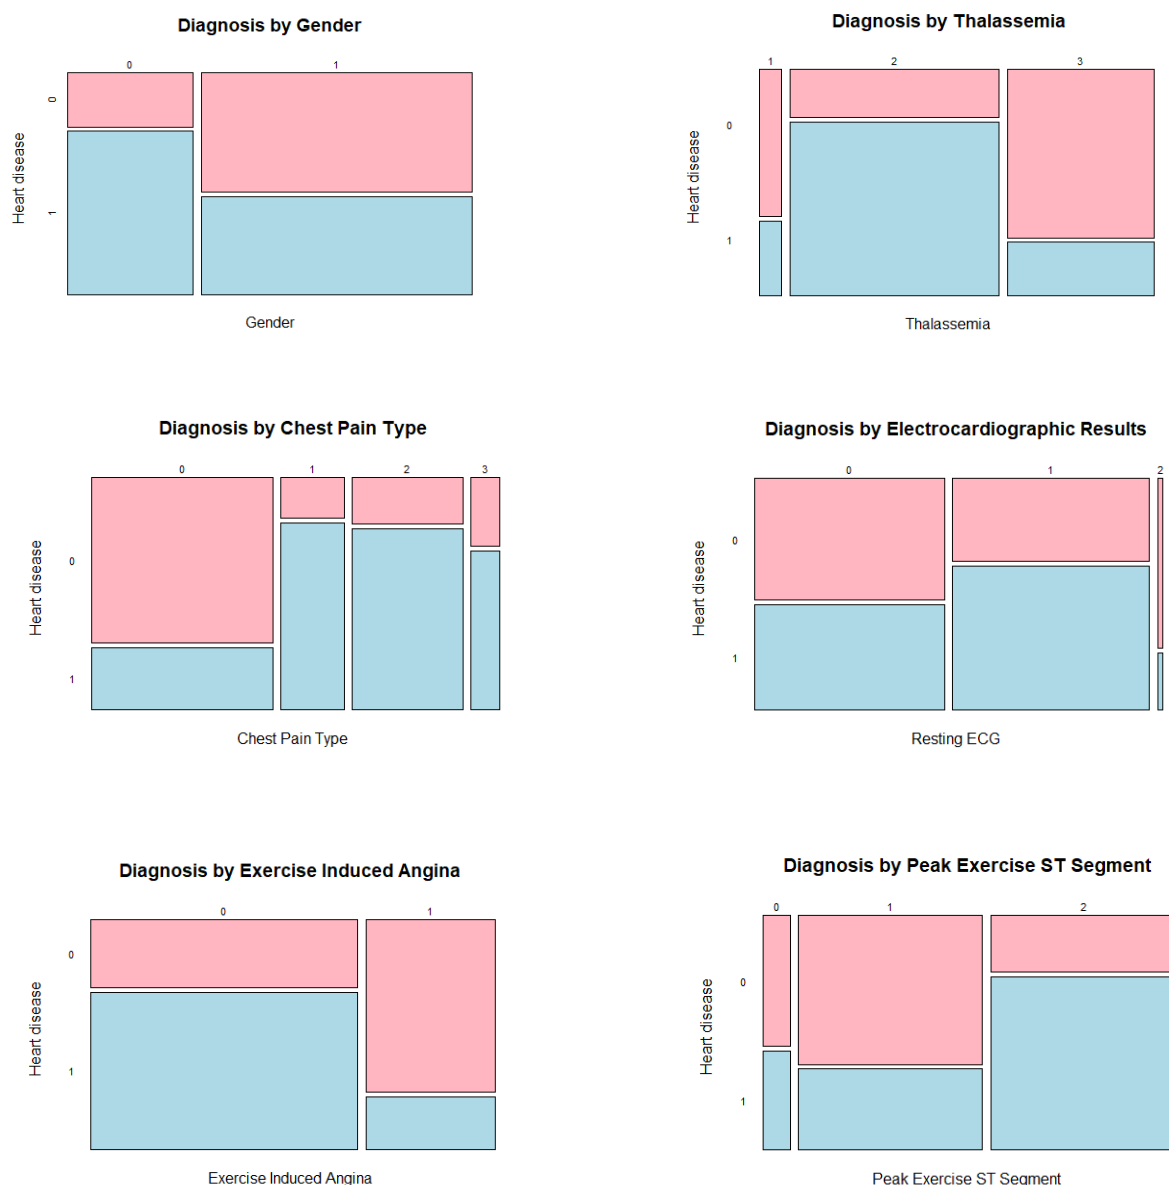 Diagnosis by Gender
0 1
0
1
Heart disease
Gender
Diagnosis by Thalassemia
1 2 3
0
1
Heart disease
Thalassemia
Diagnosis by Chest Pain Type
0 1 2 3
0
1
Heart disease
Chest Pain Type
Diagnosis by Electrocardiographic Results
0 1 2
0
1
Heart disease
Resting ECG
Diagnosis by Exercise Induced Angina
0 1
0
1
Heart disease
Exercise Induced Angina
Diagnosis by Peak Exercise ST Segment
0 1 2
0
1
Heart disease
Peak Exercise ST Segment